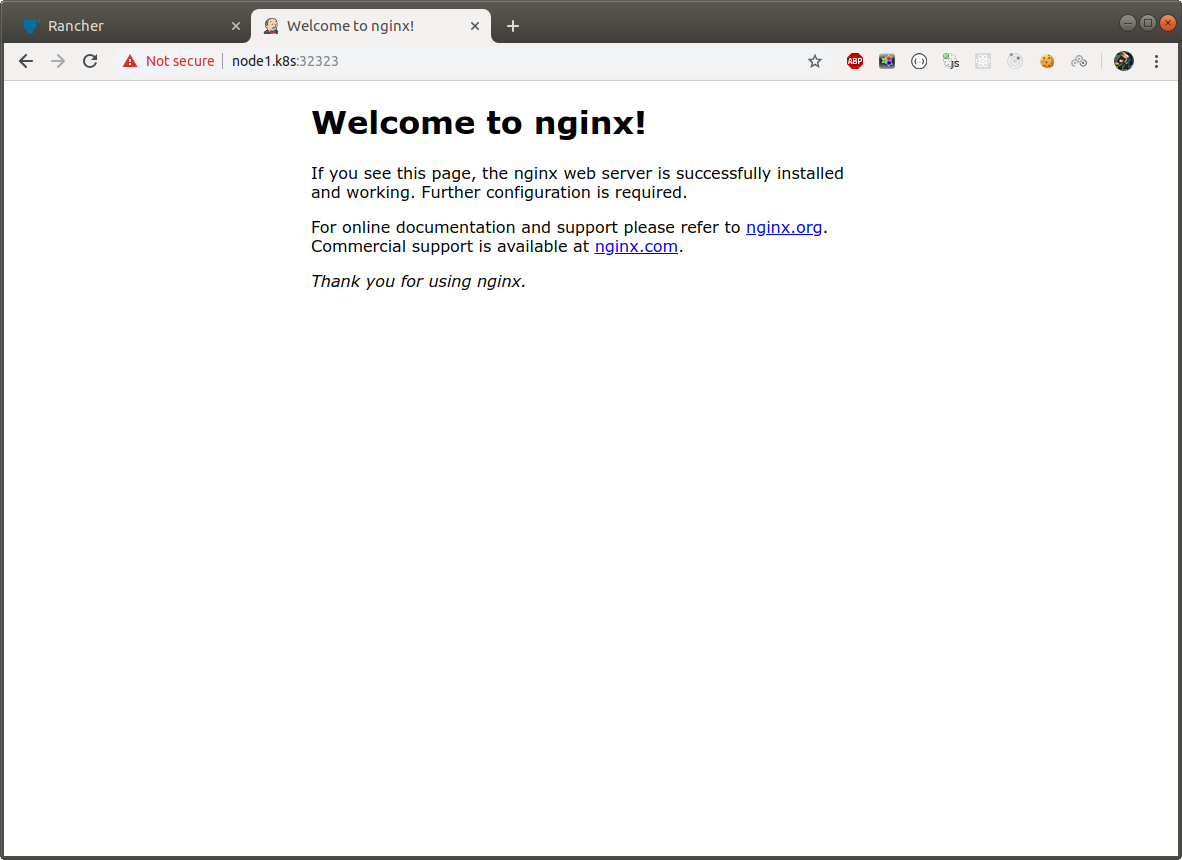 Rancher
Welcome to nginx!
Not secure
node1.k8s:32323
ABP
js
Welcome to nginx!
If you see this page, the nginx web server is successfully installed
and working. Further configuration is required.
For online documentation and support please refer to nginx.org.
Commercial support is available at nginx.com.
Thank you for using nginx.